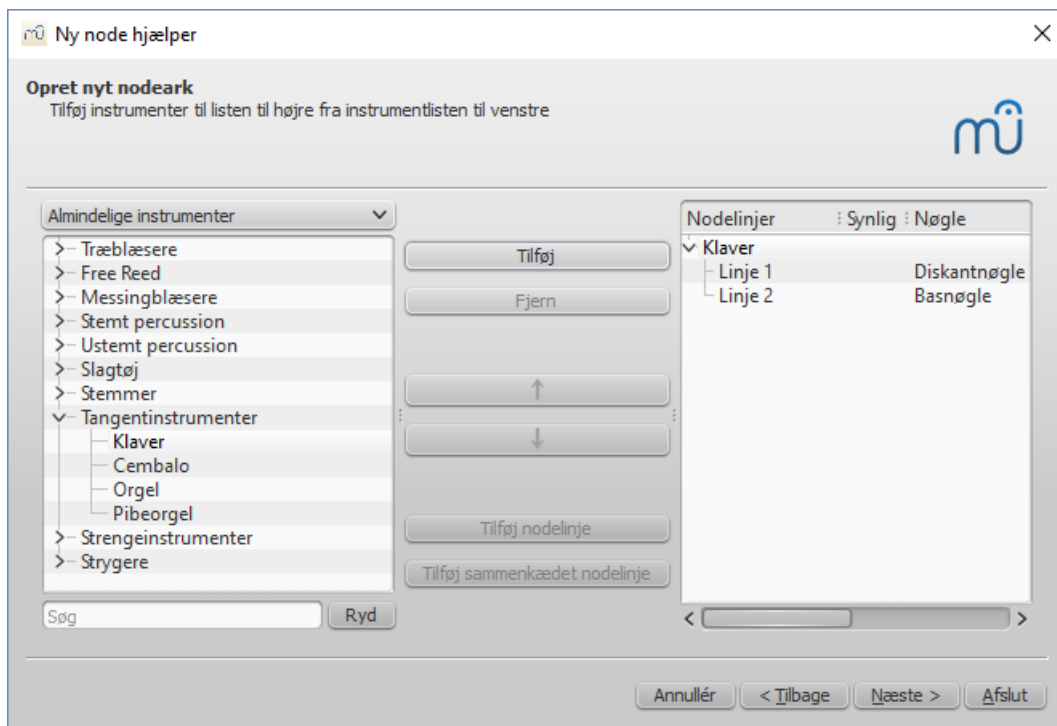 Ny node hjælper
Opret nyt nodeark
Tilføj instrumenter til listen til højre fra instrumentlisten til venstre
mu
Almindelige instrumenter
Træblæsere
Free Reed
Messingblæsere
Stemt percussion
Ustemt percussion
Slagtøj
Stemmer
Tangentinstrumenter
Klaver
Cembalo
Orgel
Pibeorgel
Strengeinstrumenter
Strygere
Søg
Ryd
Tilføj
Fjern
Tilføj nodelinje
Tilføj sammenkædet nodelinje
Nodelinjer Synlig Nøgle
Klaver
Linje 1 Diskantnøgle
Linje 2 Basnøgle
Annullér < Tilbage Næste > Afslut